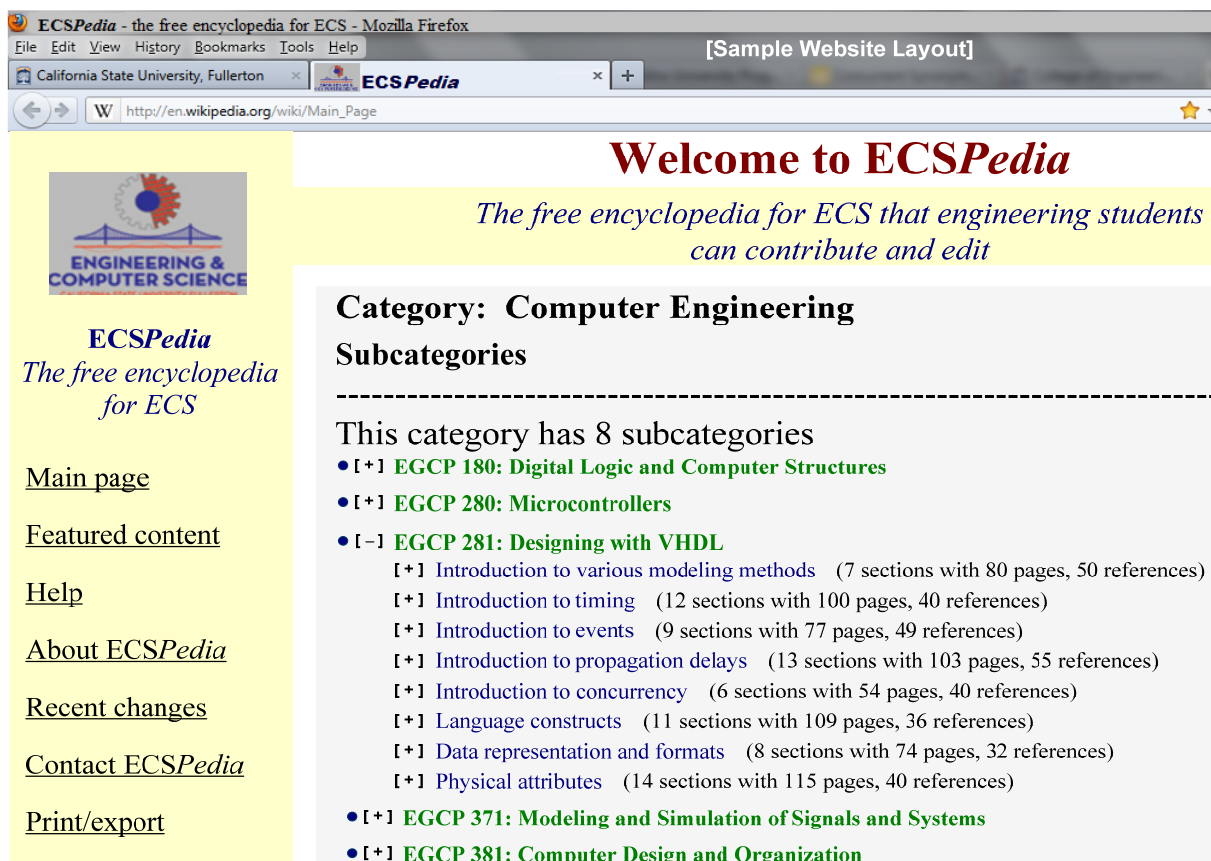 ECSPedia - the free encyclopedia for ECS - Mozilla Firefox
File Edit View History Bookmarks Tools Help
[Sample Website Layout]
California State University, Fullerton × ECSPedia × +
W http://en.wikipedia.org/wiki/Main_Page
ENGINEERING &
COMPUTER SCIENCE
CALIFORNIA STATE UNIVERSITY FULLERTON
ECSPedia
The free encyclopedia
for ECS
Main page
Featured content
Help
About ECSPedia
Recent changes
Contact ECSPedia
Print/export
Welcome to ECSPedia
The free encyclopedia for ECS that engineering students
can contribute and edit
Category: Computer Engineering
Subcategories
This category has 8 subcategories
• [+] EGCP 180: Digital Logic and Computer Structures
• [+] EGCP 280: Microcontrollers
• [–] EGCP 281: Designing with VHDL
[+] Introduction to various modeling methods (7 sections with 80 pages, 50 references)
[+] Introduction to timing (12 sections with 100 pages, 40 references)
[+] Introduction to events (9 sections with 77 pages, 49 references)
[+] Introduction to propagation delays (13 sections with 103 pages, 55 references)
[+] Introduction to concurrency (6 sections with 54 pages, 40 references)
[+] Language constructs (11 sections with 109 pages, 36 references)
[+] Data representation and formats (8 sections with 74 pages, 32 references)
[+] Physical attributes (14 sections with 115 pages, 40 references)
• [+] EGCP 371: Modeling and Simulation of Signals and Systems
• [+] EGCP 381: Computer Design and Organization